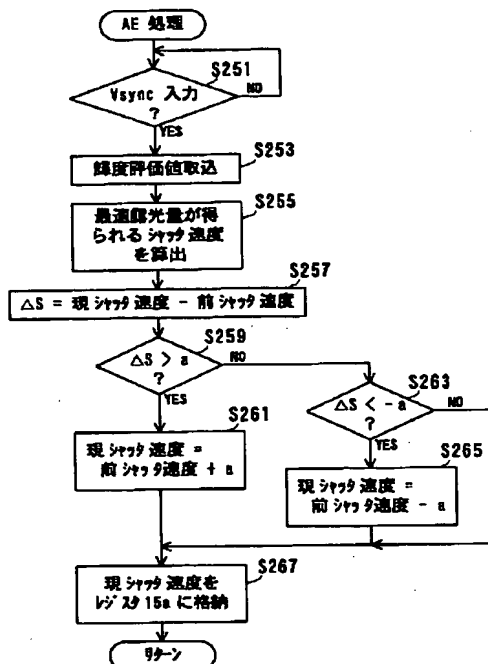 AE 処理
S251
Vsync 入力
?
NO
YES
S253
輝度評価値取込
S255
最適露光量が得
られる シャッタ 速度
を算出
S257
△S = 現 シャッタ 速度 - 前 シャッタ 速度
S259
△S > a
?
NO
YES
S263
△S < -a
?
NO
YES
S261
現 シャッタ 速度 =
前 シャッタ速度 + a
S265
現 シャッタ 速度 =
前 シャッタ速度 - a
S267
現 シャッタ 速度を
レジスタ 15a に格納
リターン